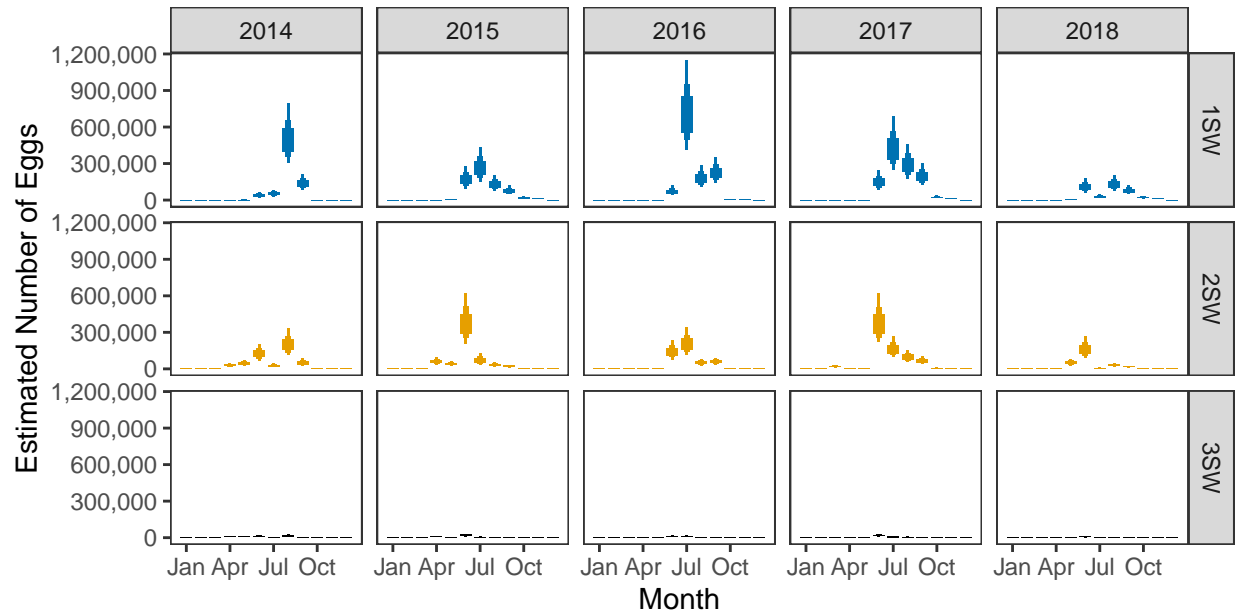 2014 2015 2016 2017 2018
1,200,000
900,000
600,000
300,000
0
1SW
1,200,000
900,000
600,000
300,000
0
2SW
1,200,000
900,000
600,000
300,000
0
3SW
Estimated Number of Eggs
Jan Apr Jul Oct Jan Apr Jul Oct Jan Apr Jul Oct Jan Apr Jul Oct Jan Apr Jul Oct
Month